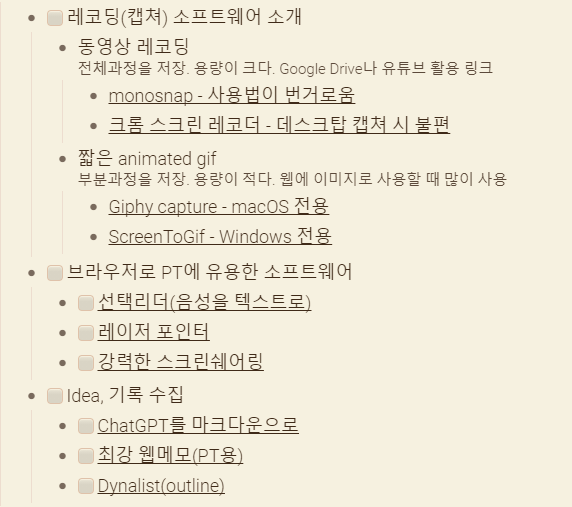 레코딩(캡쳐) 소프트웨어 소개
동영상 레코딩
전체과정을 저장. 용량이 크다. Google Drive나 유튜브 활용 링크
monosnap - 사용법이 번거로움
크롬 스크린 레코더 - 데스크탑 캡쳐 시 불편
짧은 animated gif
부분과정을 저장. 용량이 적다. 웹에 이미지로 사용할 때 많이 사용
Giphy capture - macOS 전용
ScreenToGif - Windows 전용
브라우저로 PT에 유용한 소프트웨어
선택리더(음성을 텍스트로)
레이저 포인터
강력한 스크린쉐어링
Idea, 기록 수집
ChatGPT를 마크다운으로
최강 웹메모(PT용)
Dynalist(outline)